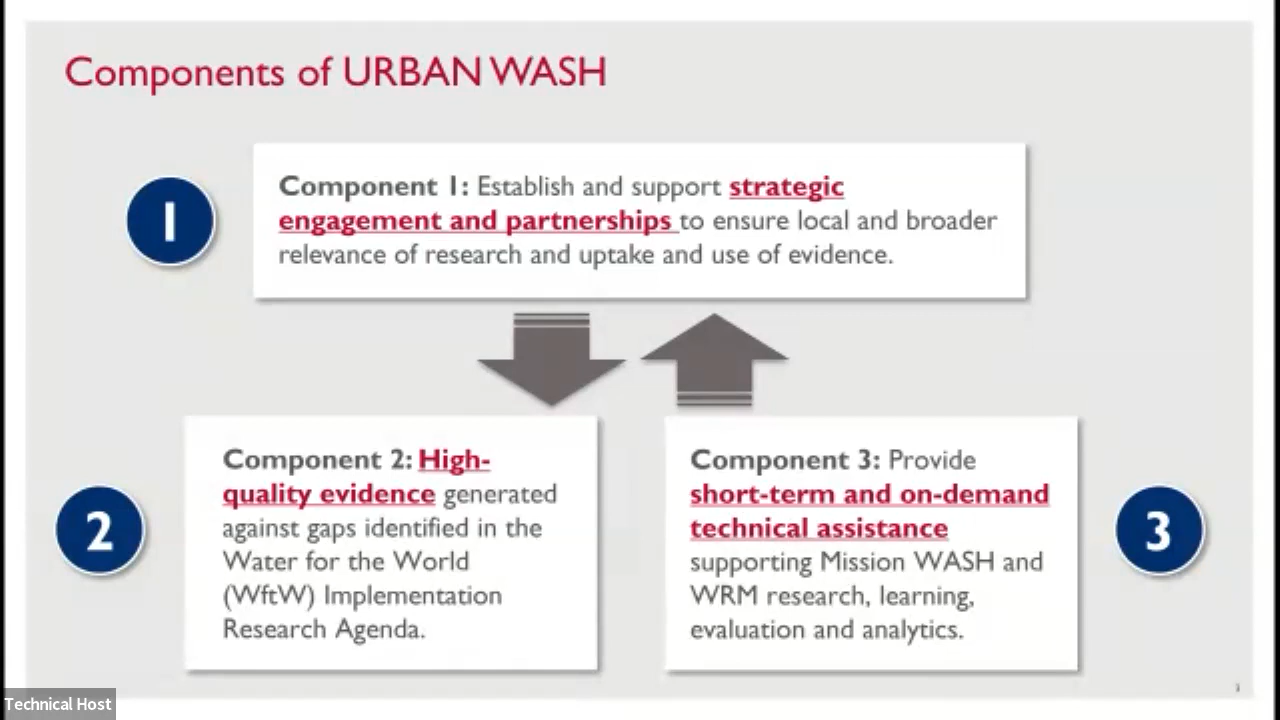 Components of URBAN WASH
1
Component 1: Establish and support strategic
engagement and partnerships to ensure local and broader
relevance of research and uptake and use of evidence.
2
Component 2: High-
quality evidence generated
against gaps identified in the
Water for the World
(WftW) Implementation
Research Agenda.
Component 3: Provide
short-term and on-demand
technical assistance
supporting Mission WASH and
WRM research, learning,
evaluation and analytics.
3
Technical Host